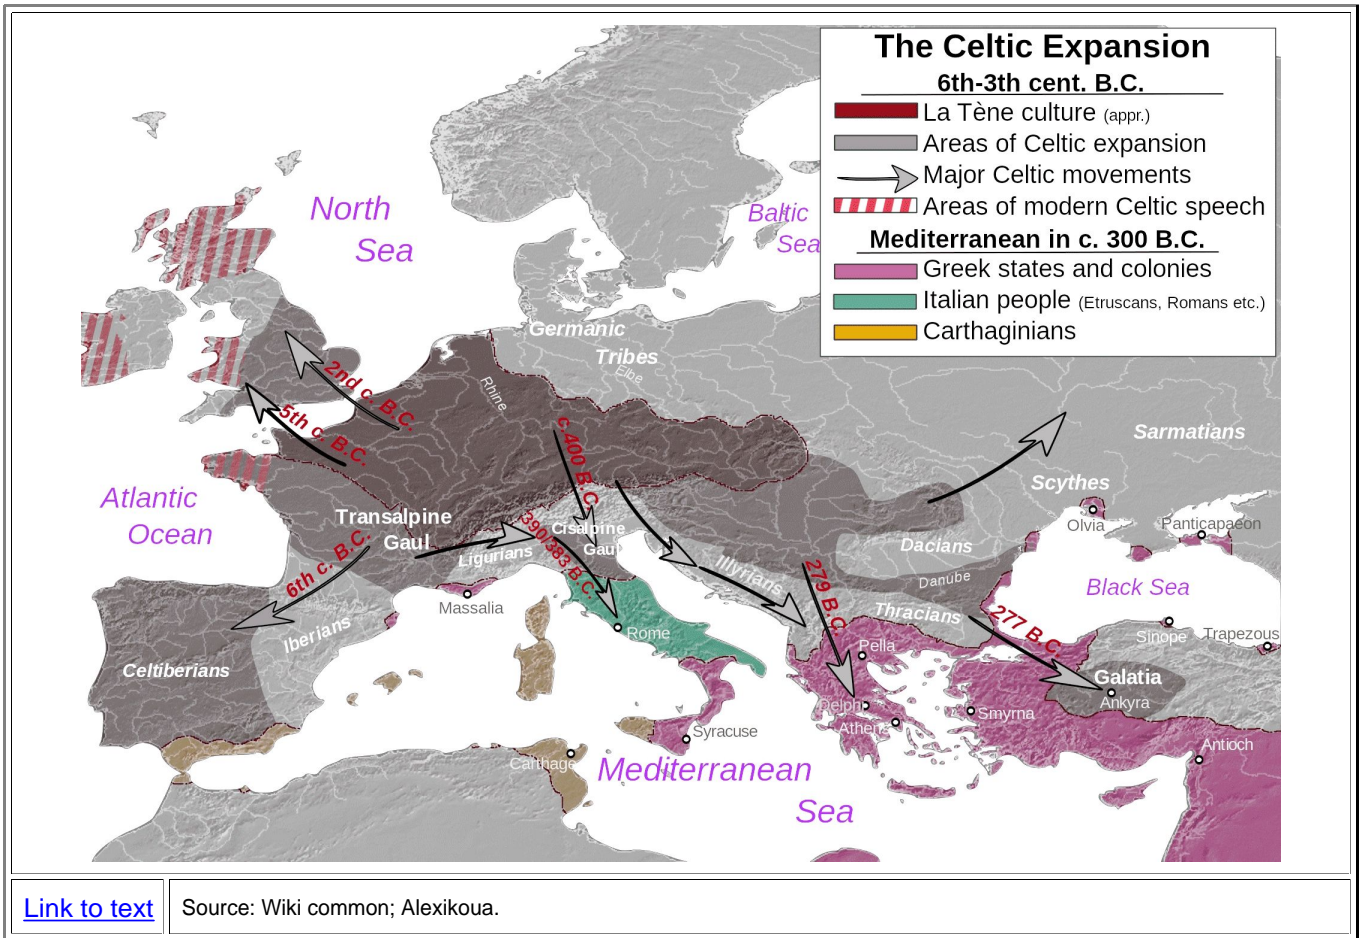 The Celtic Expansion
6th-3th cent. B.C.
La Tène culture (appr.)
Areas of Celtic expansion
Major Celtic movements
Areas of modern Celtic speech
Mediterranean in c. 300 B.C.
Greek states and colonies
Italian people (Etruscans, Romans etc.)
Carthaginians
North
Sea
Baltic
Sea
Germanic
Tribes
Elbe
Rhine
2nd c. B.C.
5th c. B.C.
c.400 B.C.
Sarmatians
Scythes
Atlantic
Ocean
Transalpine
Gaul
Cisalpine
Gaul
Ligurians
390/383 B.C.
Olvia
Panticapaeon
Dacians
Danube
Illyrians
279 B.C.
6th c. B.C.
Massalia
Black Sea
Thracians
277 B.C.
Sinope
Trapezous
Iberians
Rome
Pella
Celtiberians
Galatia
Ankyra
Delphi
Athens
Smyrna
Syracuse
Antioch
Carthage
Mediterranean
Sea
Link to text
Source: Wiki common; Alexikoua.